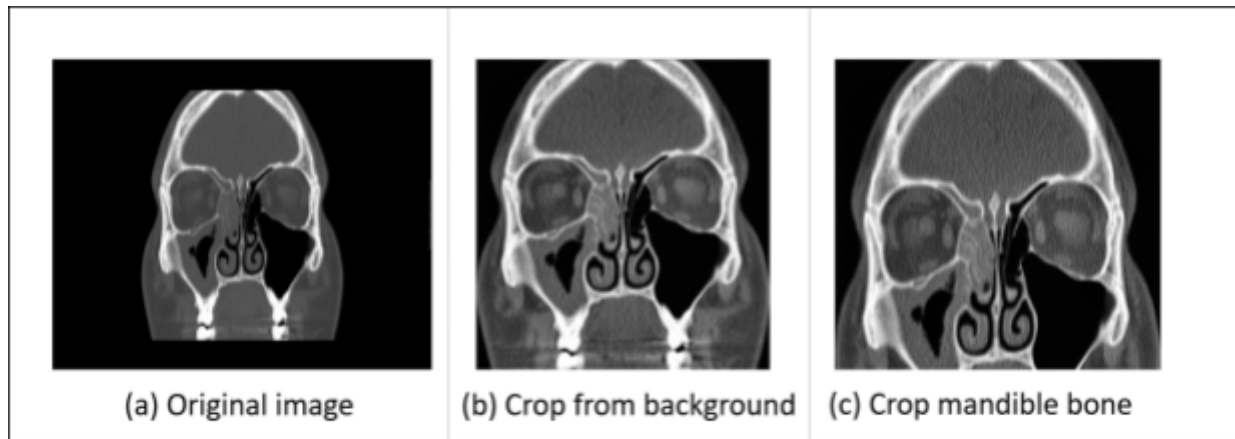 (a) Original image
(b) Crop from background
(c) Crop mandible bone